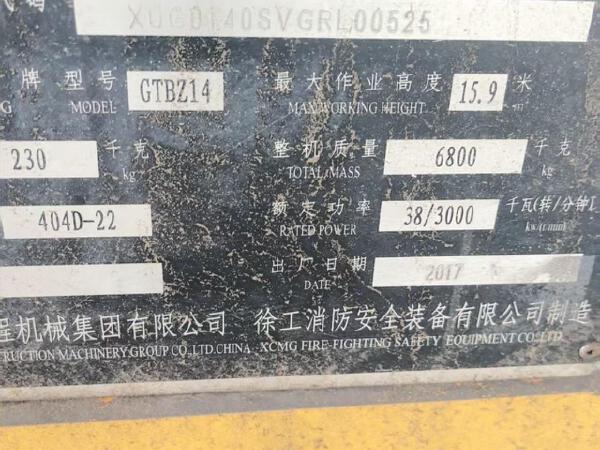 XUGD140SVGRL00525
牌型号 GTBZ14 最大作业高度 15.9 米
MODEL MAX.WORKING HEIGHT m
230 千克 整机质量 6800 千克
kg TOTAL MASS kg
404D-22 额定功率 38/3000 千瓦(转/分钟)
RATED POWER kw(r/min)
出厂日期 2017
DATE
程机械集团有限公司 徐工消防安全装备有限公司制造
RUCTION MACHINERY GROUP CO.,LTD.CHINA XCMG FIRE-FIGHTING SAFETY EQUIPMENT CO.,LTD